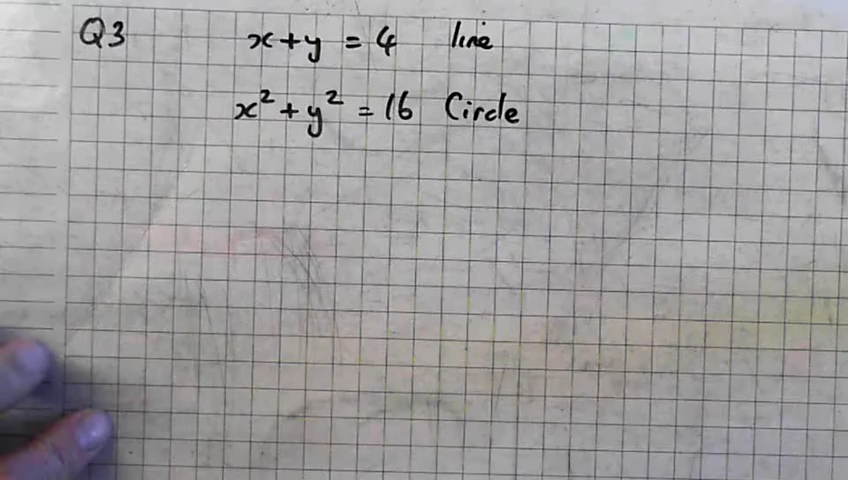 Q3 x+y = 4 line
x² + y² = 16 Circle